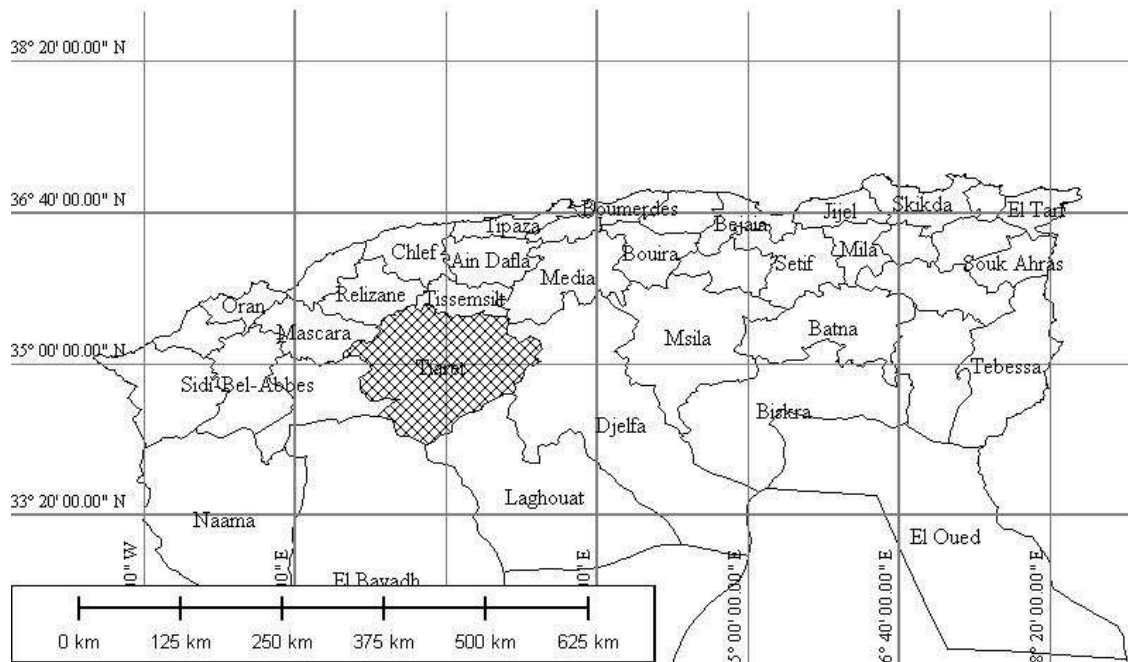 38° 20' 00.00" N
36° 40' 00.00" N
Boumerdes
Skikda
Jijel
El Tarf
Tipaza
Bejaia
Chlef
Ain Dafla
Bouira
Setif
Mila
Souk Ahras
Media
Relizane
Tissemsilt
Oran
Mascara
Msila
Batna
35° 00' 00.00" N
Tiaret
Tebessa
Sidi-Bel-Abbes
Biskra
Djelfa
33° 20' 00.00" N
Laghouat
Naama
El Oued
El Bayadh
00" W
00" E
00" E
5° 00' 00.00" E
6° 40' 00.00" E
8° 20' 00.00" E
0 km 125 km 250 km 375 km 500 km 625 km